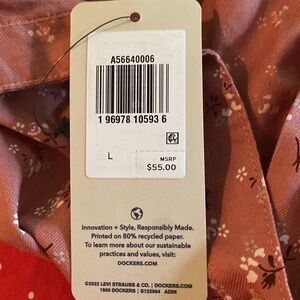 A56640006
1 96978 10593 6
L
MSRP
$55.00
Innovation + Style, Responsibly Made.
Printed on 80% recycled paper.
To learn more about our sustainable
practices and values, visit:
DOCKERS.COM
©2022 LEVI STRAUSS & CO. | DOCKERS.COM
1800 DOCKERS | S122384 ADIN